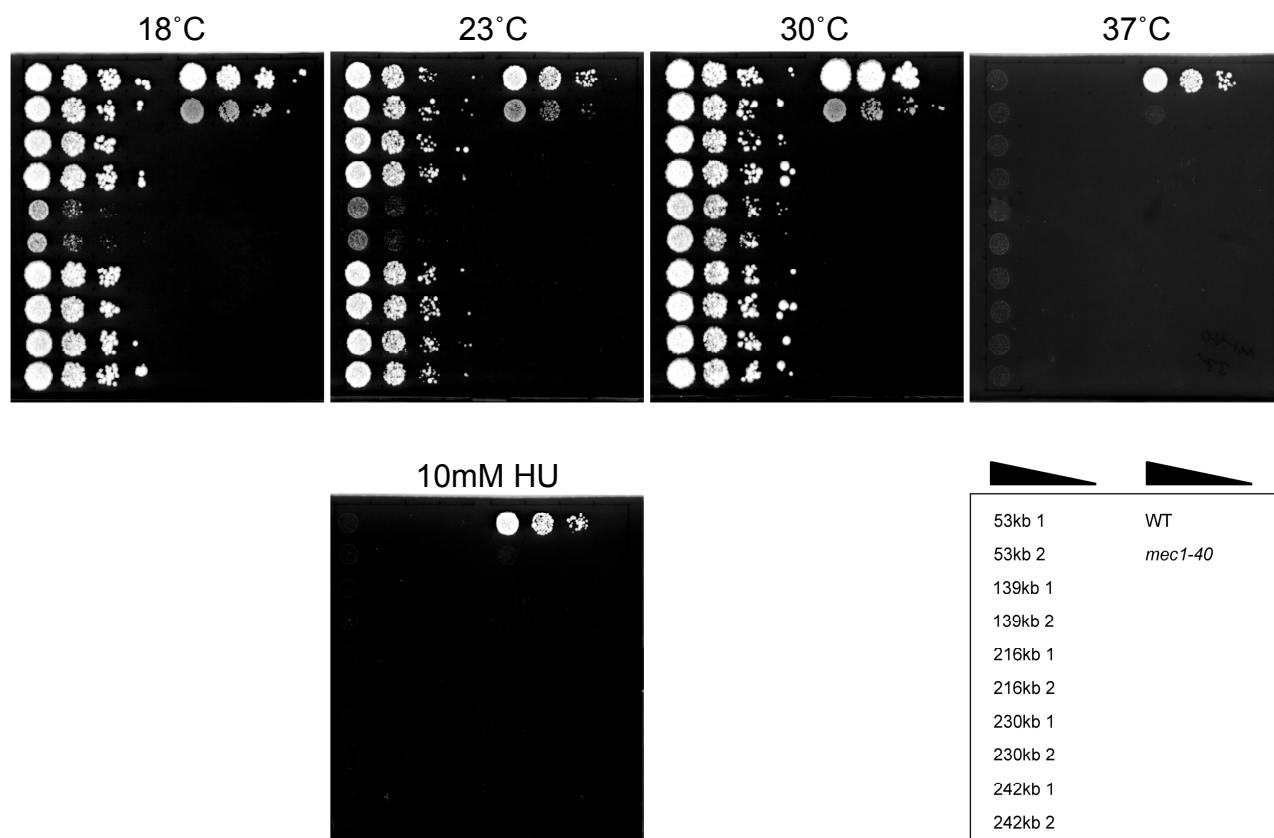 18˚C 23˚C 30˚C 37˚C
10mM HU
53kb 1 WT
53kb 2 mec1-40
139kb 1
139kb 2
216kb 1
216kb 2
230kb 1
230kb 2
242kb 1
242kb 2